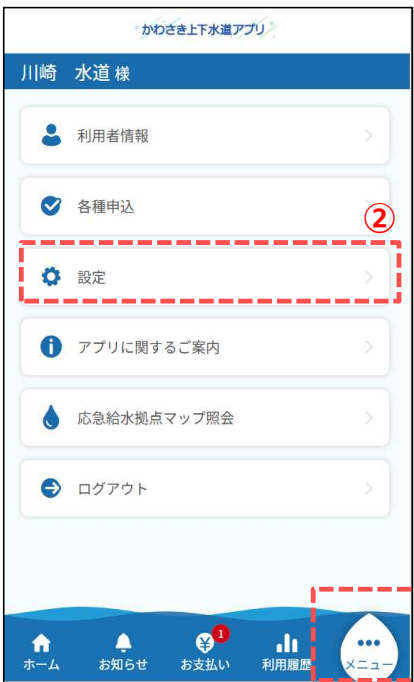 かわさき上下水道アプリ
川崎 水道 様
利用者情報
各種申込
②
設定
アプリに関するご案内
応急給水拠点マップ照会
ログアウト
1
ホーム お知らせ お支払い 利用履歴 メニュー